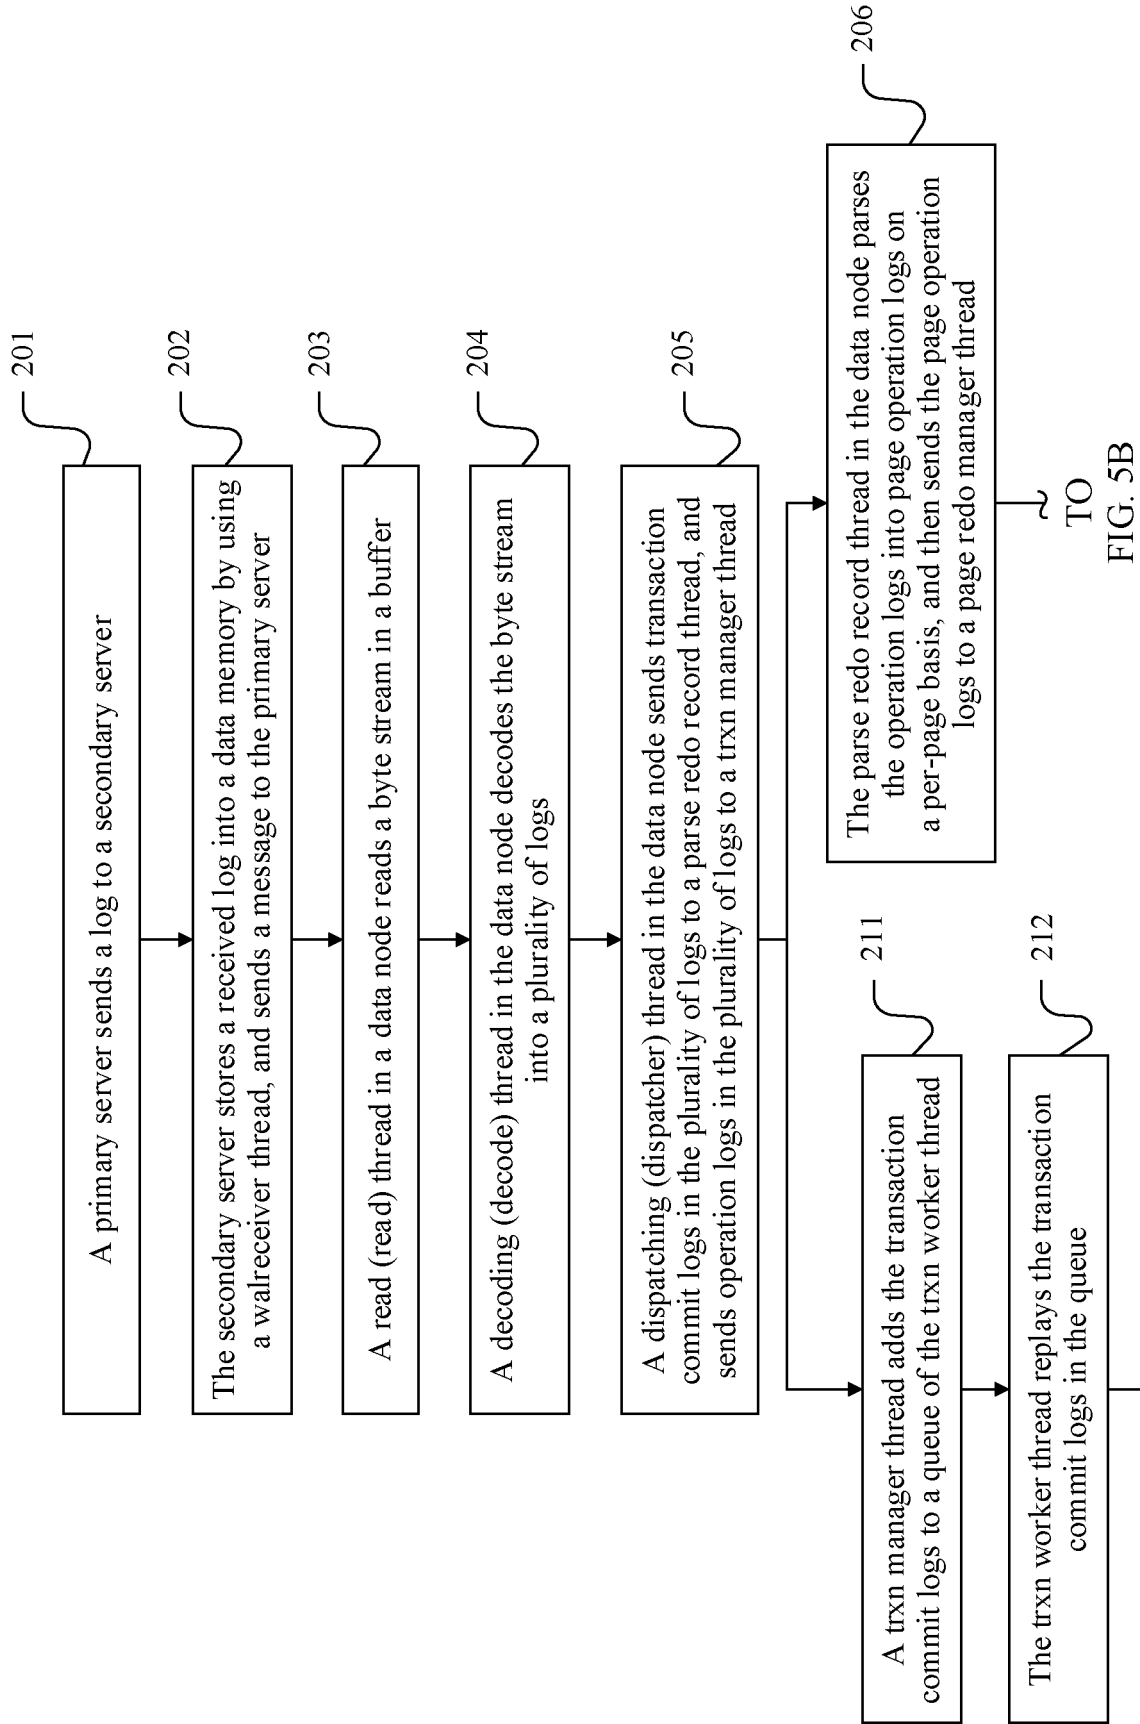 A primary server sends a log to a secondary server
201
The secondary server stores a received log into a data memory by using
a walreceiver thread, and sends a message to the primary server
202
A read (read) thread in a data node reads a byte stream in a buffer
203
A decoding (decode) thread in the data node decodes the byte stream
into a plurality of logs
204
A dispatching (dispatcher) thread in the data node sends transaction
commit logs in the plurality of logs to a parse redo record thread, and
sends operation logs in the plurality of logs to a trxn manager thread
205
The parse redo record thread in the data node parses
the operation logs into page operation logs on
a per-page basis, and then sends the page operation
logs to a page redo manager thread
206
TO
FIG. 5B
A trxn manager thread adds the transaction
commit logs to a queue of the trxn worker thread
211
The trxn worker thread replays the transaction
commit logs in the queue
212